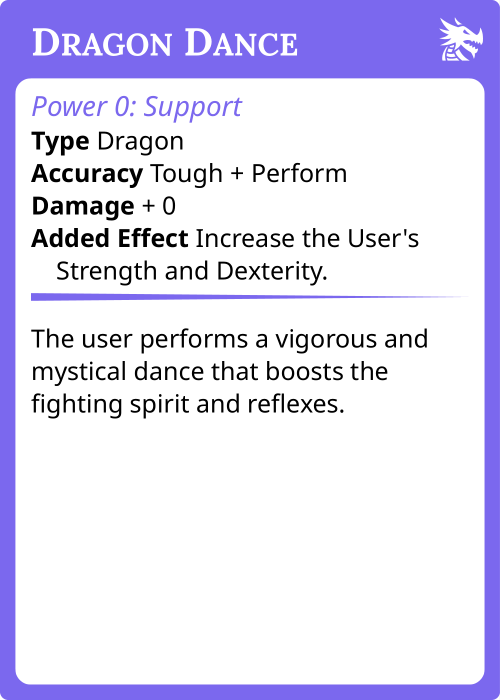 Dragon Dance
Power 0: Support
Type Dragon
Accuracy Tough + Perform
Damage + 0
Added Effect Increase the User's
Strength and Dexterity.
The user performs a vigorous and
mystical dance that boosts the
fighting spirit and reflexes.